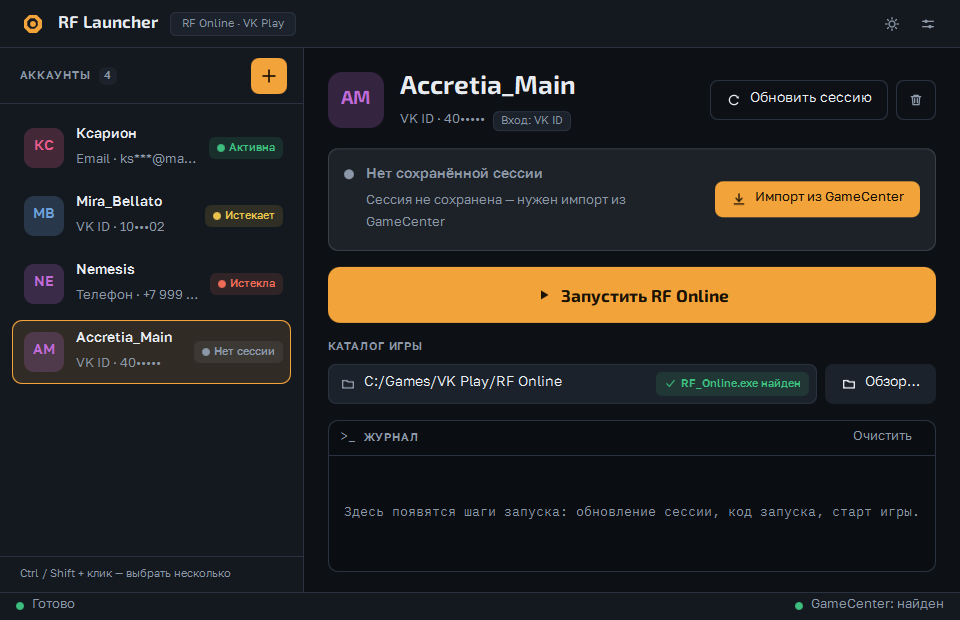 RF Launcher
RF Online · VK Play
АККАУНТЫ 4
КС
Ксарион
Email · ks***@ma...
Активна
MB
Mira_Bellato
VK ID · 10•••02
Истекает
NE
Nemesis
Телефон · +7 999 ...
Истекла
AM
Accretia_Main
VK ID · 40•••••
Нет сессии
Ctrl / Shift + клик — выбрать несколько
AM
Accretia_Main
VK ID · 40•••••
Вход: VK ID
Обновить сессию
Нет сохранённой сессии
Сессия не сохранена — нужен импорт из
GameCenter
Импорт из GameCenter
Запустить RF Online
КАТАЛОГ ИГРЫ
C:/Games/VK Play/RF Online
RF_Online.exe найден
Обзор...
>_ ЖУРНАЛ
Очистить
Здесь появятся шаги запуска: обновление сессии, код запуска, старт игры.
Готово
GameCenter: найден